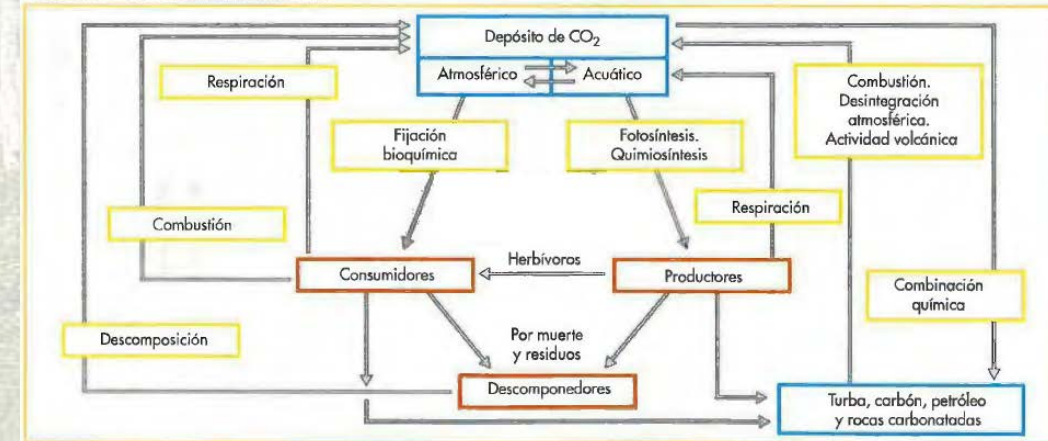 Depósito de CO₂
Atmosférico
Acuático
Respiración
Combustión.
Desintegración
atmosférica.
Actividad volcánica
Fijación
bioquímica
Fotosíntesis.
Quimiosíntesis
Respiración
Combustión
Herbívoros
Consumidores
Productores
Combinación
química
Descomposición
Por muerte
y residuos
Descomponedores
Turba, carbón, petróleo
y rocas carbonatadas